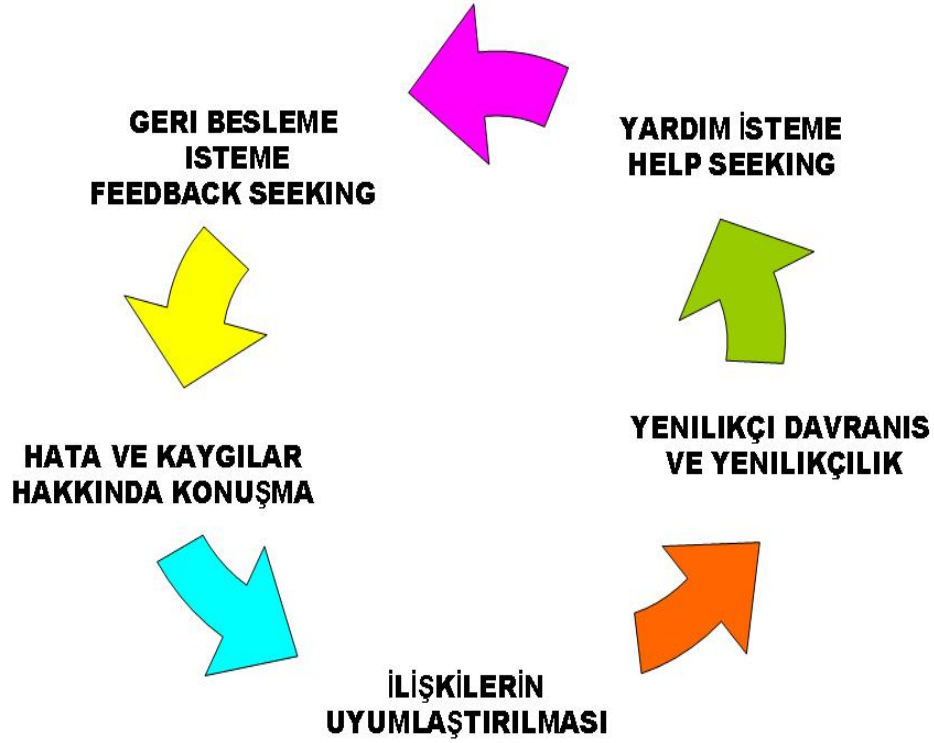 GERI BESLEME
ISTEME
FEEDBACK SEEKING
YARDIM İSTEME
HELP SEEKING
HATA VE KAYGILAR
HAKKINDA KONUŞMA
YENILIKÇI DAVRANIS
VE YENILIKÇILIK
İLİŞKİLERİN
UYUMLAŞTIRILMASI